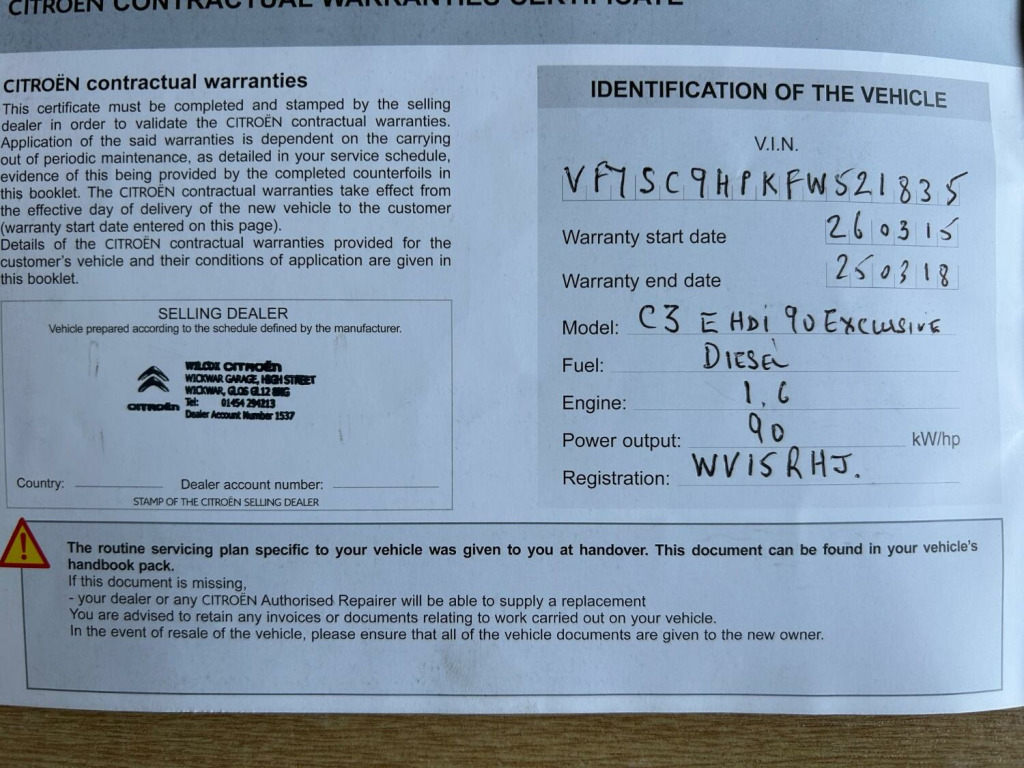 CITROËN CONTRACTUAL WARRANTIES CERTIFICATE
CITROËN contractual warranties
This certificate must be completed and stamped by the selling
dealer in order to validate the CITROËN contractual warranties.
Application of the said warranties is dependent on the carrying
out of periodic maintenance, as detailed in your service schedule,
evidence of this being provided by the completed counterfoils in
this booklet. The CITROËN contractual warranties take effect from
the effective day of delivery of the new vehicle to the customer
(warranty start date entered on this page).
Details of the CITROËN contractual warranties provided for the
customer's vehicle and their conditions of application are given in
this booklet.
SELLING DEALER
Vehicle prepared according to the schedule defined by the manufacturer.
WILCOX CITROËN
WICKWAR GARAGE, HIGH STREET
WICKWAR, GLOS GL12
Tel: 01454 294213
Dealer Account Number 1537
CITROËN
Country:
Dealer account number:
STAMP OF THE CITROËN SELLING DEALER
IDENTIFICATION OF THE VEHICLE
V.I.N.
VF7SC9HPKFW521835
Warranty start date 260315
Warranty end date 250318
Model: C3 E HDi 90 EXCLUSIVE
Fuel: DIESEL
Engine: 1.6
Power output: 90 kW/hp
Registration: WV15RHJ.
The routine servicing plan specific to your vehicle was given to you at handover. This document can be found in your vehicle's
handbook pack.
If this document is missing,
- your dealer or any CITROËN Authorised Repairer will be able to supply a replacement
You are advised to retain any invoices or documents relating to work carried out on your vehicle.
In the event of resale of the vehicle, please ensure that all of the vehicle documents are given to the new owner.